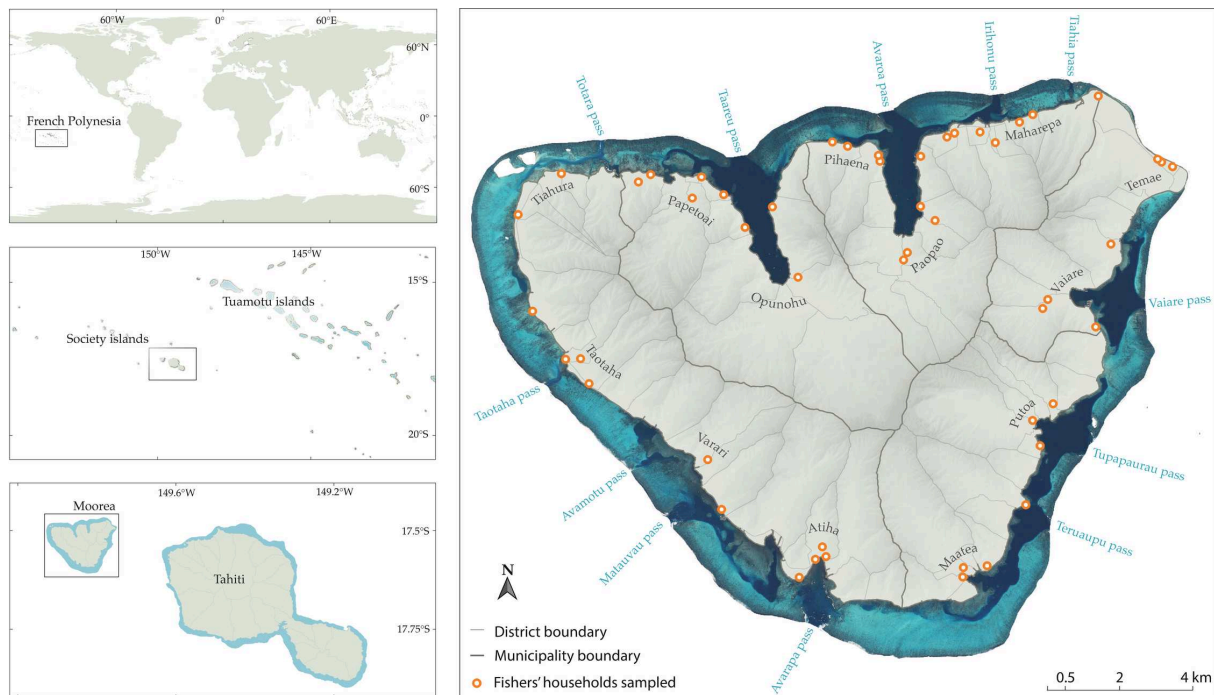 60°W
0°
60°E
60°N
French Polynesia
0°
60°S
150°W
145°W
15°S
Tuamotu islands
Society islands
20°S
149.6°W
149.2°W
Moorea
17.5°S
Tahiti
17.75°S
Totara pass
Taareu pass
Avaroa pass
Irihonu pass
Tiahia pass
Maharepa
Pihaena
Temae
Tiahura
Papetoai
Paopao
Opunohu
Vaiare
Vaiare pass
Taotaha
Taotaha pass
Putoa
Varari
Tupapaurau pass
Avamotu pass
Teruaupu pass
Matauvau pass
Atiha
Maatea
Avarapa pass
N
District boundary
Municipality boundary
Fishers' households sampled
0.5 2 4 km